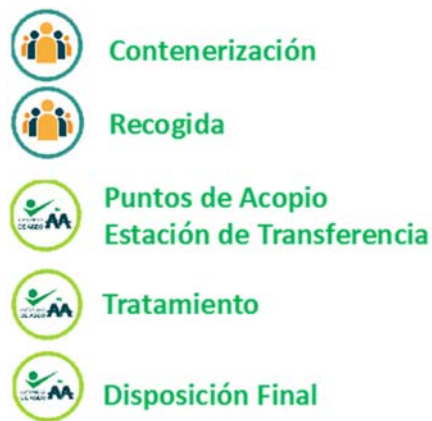 Contenerización
Recogida
Puntos de Acopio
Estación de Transferencia
Tratamiento
Disposición Final